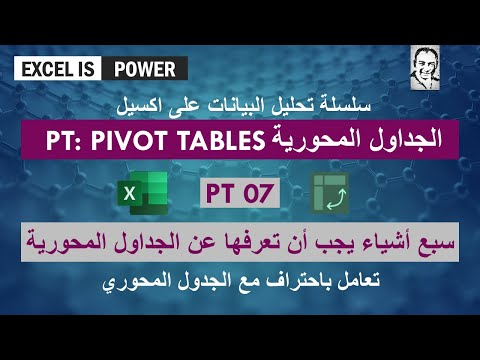 EXCEL IS POWER
سلسلة تحليل البيانات على اكسيل
الجداول المحورية PT: PIVOT TABLES
X PT 07
سبع أشياء يجب أن تعرفها عن الجداول المحورية
تعامل باحتراف مع الجدول المحوري